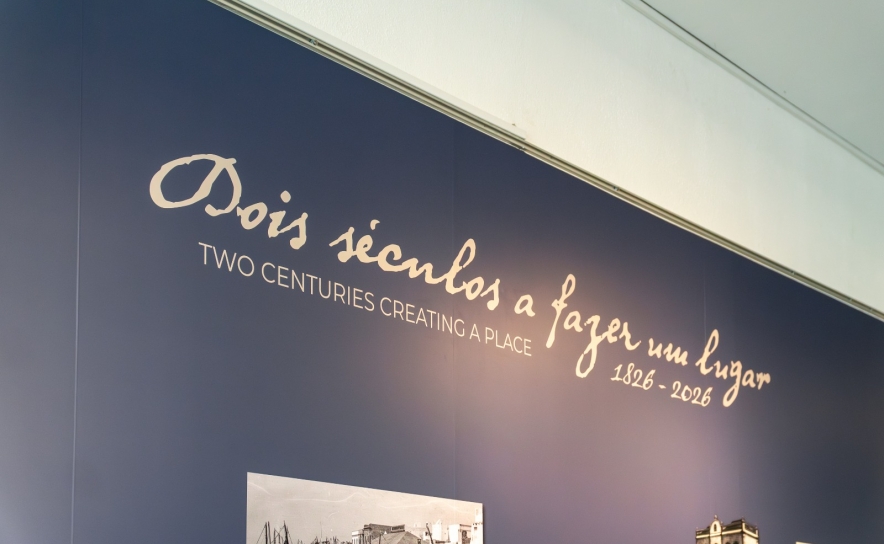 Dois séculos a fazer um lugar
TWO CENTURIES CREATING A PLACE
1826 - 2026